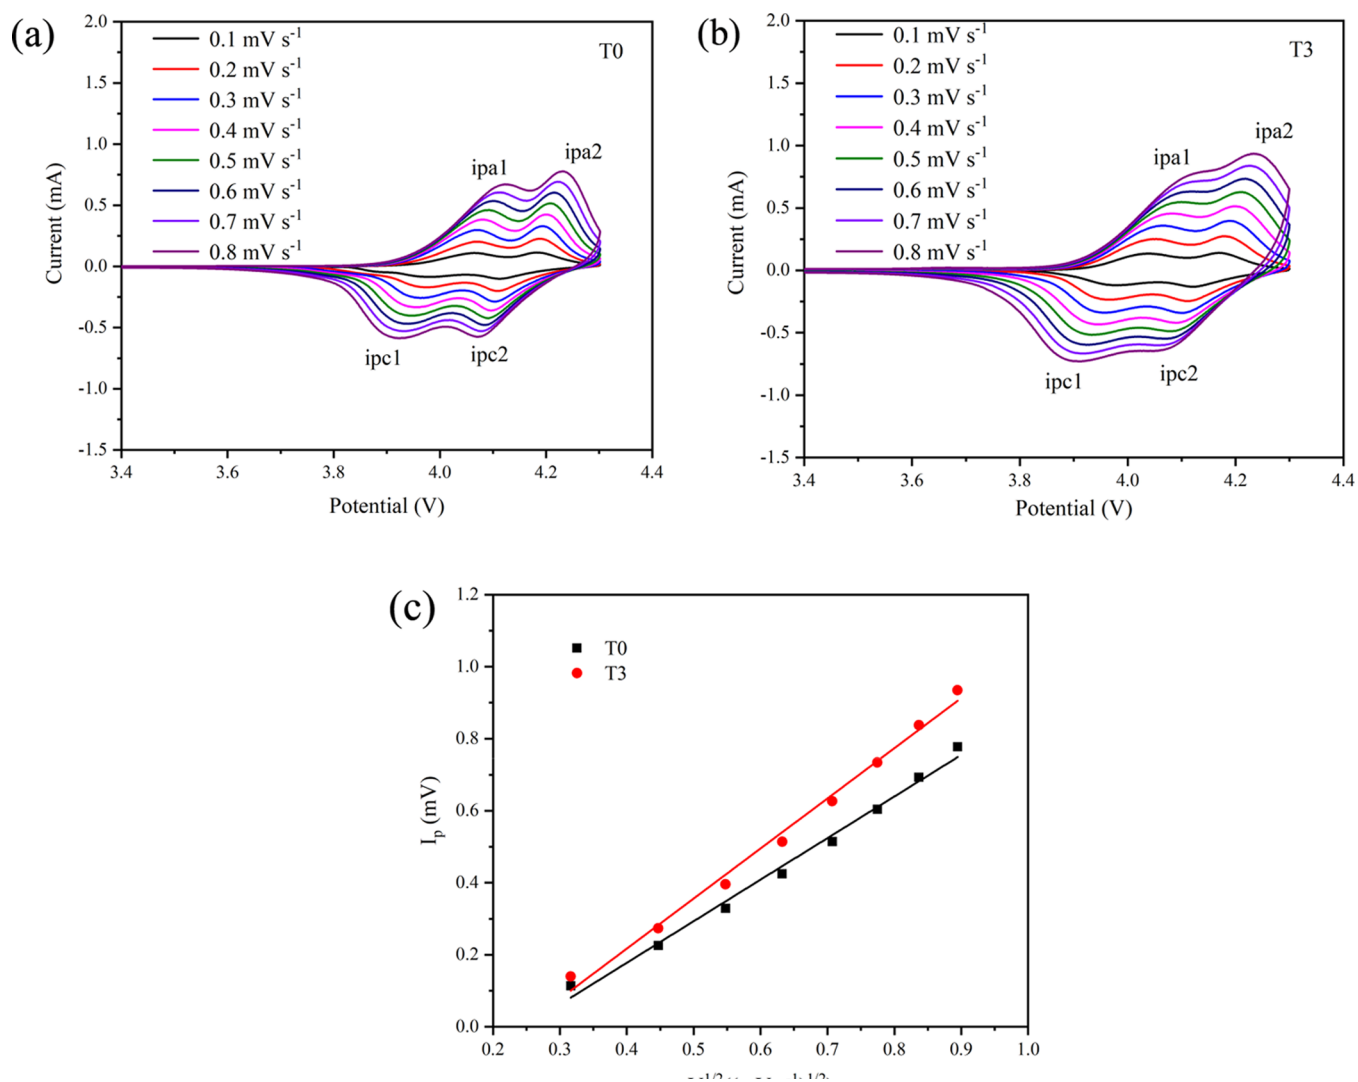 (a)
T0
0.1 mV s⁻¹
0.2 mV s⁻¹
0.3 mV s⁻¹
0.4 mV s⁻¹
0.5 mV s⁻¹
0.6 mV s⁻¹
0.7 mV s⁻¹
0.8 mV s⁻¹
ipa1
ipa2
ipc1
ipc2
Current (mA)
2.0
1.5
1.0
0.5
0.0
-0.5
-1.0
-1.5
3.4 3.6 3.8 4.0 4.2 4.4
Potential (V)
(b)
T3
0.1 mV s⁻¹
0.2 mV s⁻¹
0.3 mV s⁻¹
0.4 mV s⁻¹
0.5 mV s⁻¹
0.6 mV s⁻¹
0.7 mV s⁻¹
0.8 mV s⁻¹
ipa1
ipa2
ipc1
ipc2
Current (mA)
2.0
1.5
1.0
0.5
0.0
-0.5
-1.0
-1.5
3.4 3.6 3.8 4.0 4.2 4.4
Potential (V)
(c)
T0
T3
Iₚ (mV)
1.2
1.0
0.8
0.6
0.4
0.2
0.0
0.2 0.3 0.4 0.5 0.6 0.7 0.8 0.9 1.0